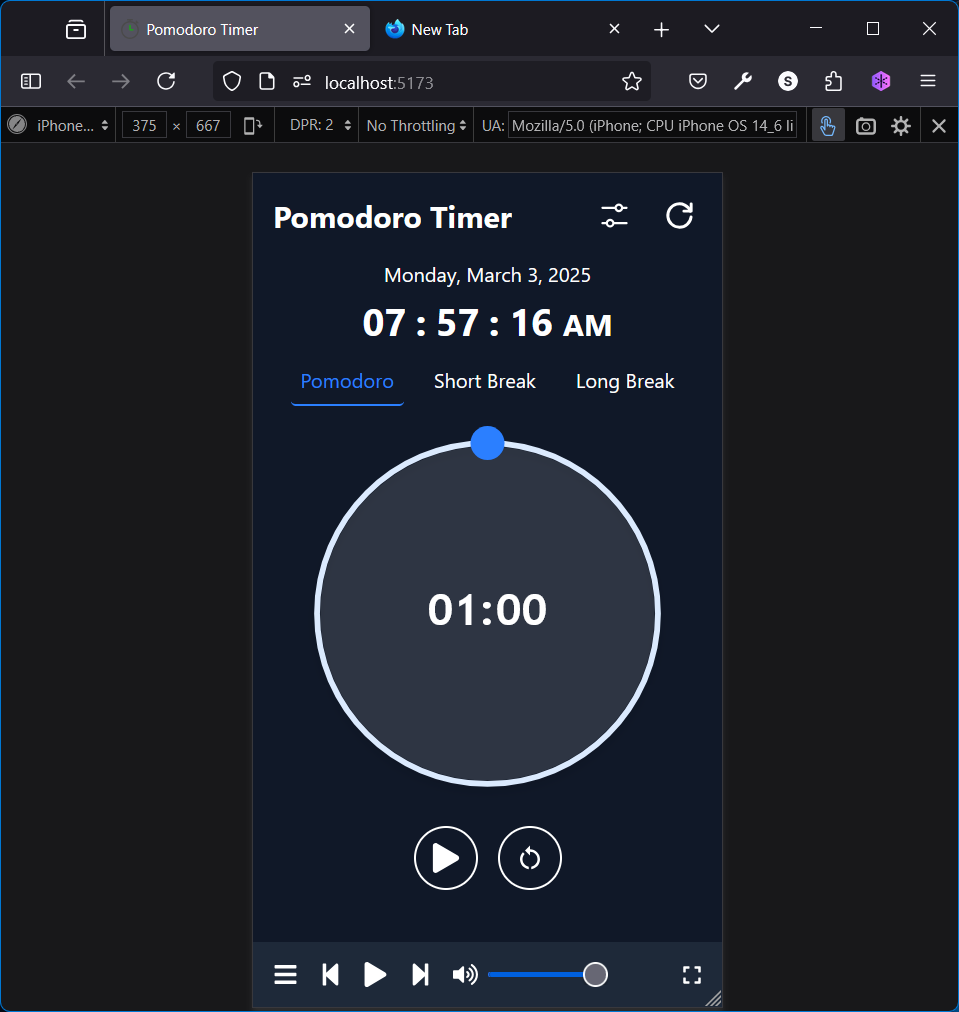 Pomodoro Timer
New Tab
localhost:5173
iPhone... 375 × 667 DPR: 2 No Throttling UA: Mozilla/5.0 (iPhone; CPU iPhone OS 14_6 li
S
Pomodoro Timer
Monday, March 3, 2025
07 : 57 : 16 AM
Pomodoro Short Break Long Break
01:00